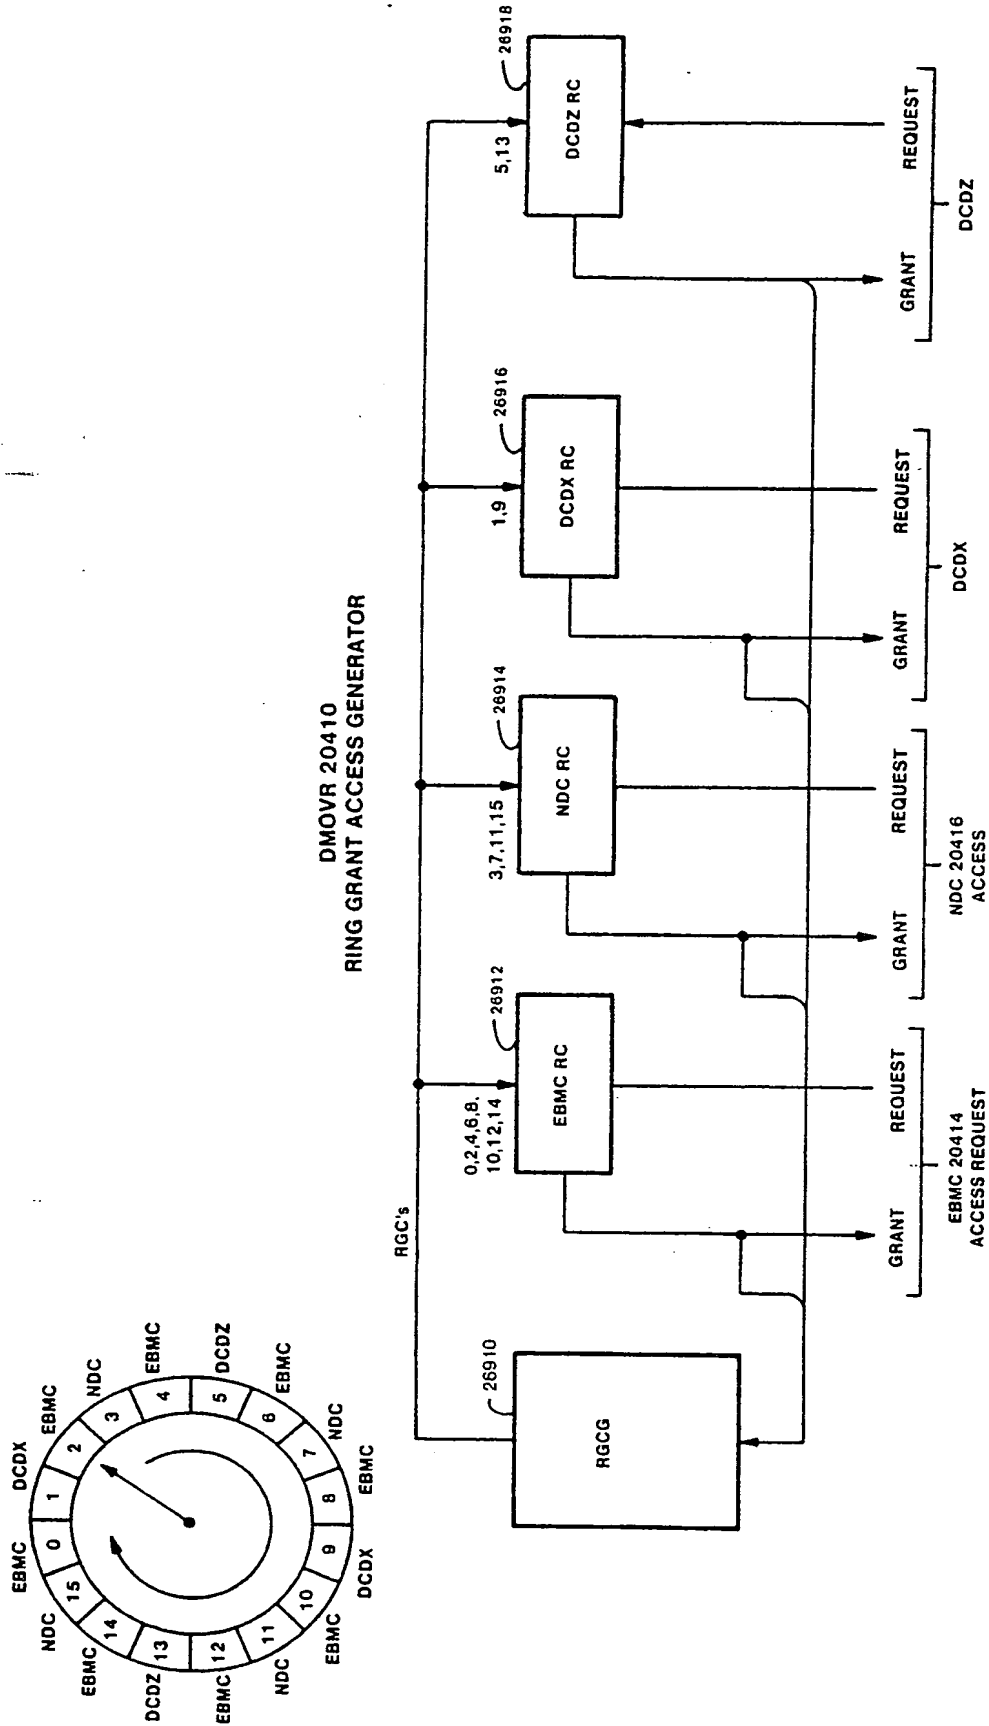 DMOVR 20410
RING GRANT ACCESS GENERATOR
EBMC
DCDX
EBMC
NDC
EBMC
DCDZ
EBMC
NDC
EBMC
DCDX
EBMC
NDC
EBMC
DCDZ
EBMC
NDC
0
1
2
3
4
5
6
7
8
9
10
11
12
13
14
15
RGC's
26910
RGCG
0,2,4,6,8.
10,12,14
26912
EBMC RC
3,7,11,15
26914
NDC RC
1,9
26916
DCDX RC
5,13
26918
DCDZ RC
GRANT
REQUEST
EBMC 20414
ACCESS REQUEST
GRANT
REQUEST
NDC 20416
ACCESS
GRANT
REQUEST
DCDX
GRANT
REQUEST
DCDZ